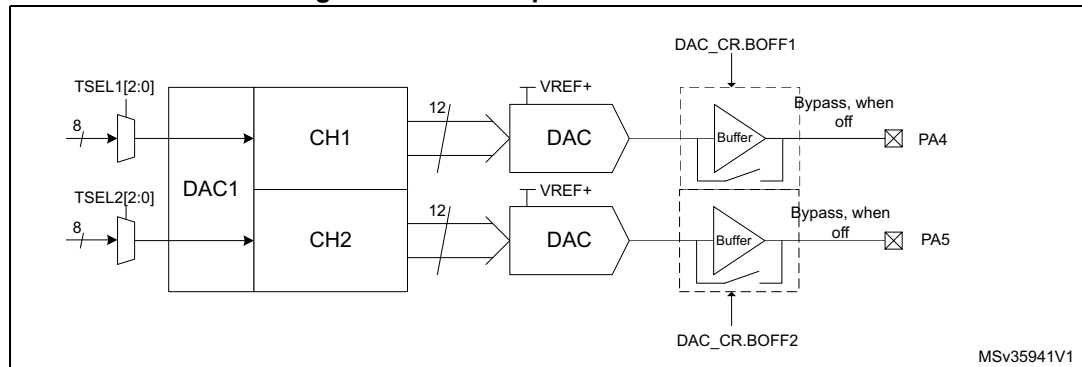 DAC_CR.BOFF1
TSEL1[2:0]
8
12
VREF+
CH1
DAC
Buffer
Bypass, when
off
PA4
DAC1
TSEL2[2:0]
8
12
VREF+
CH2
DAC
Buffer
Bypass, when
off
PA5
DAC_CR.BOFF2
MSv35941V1